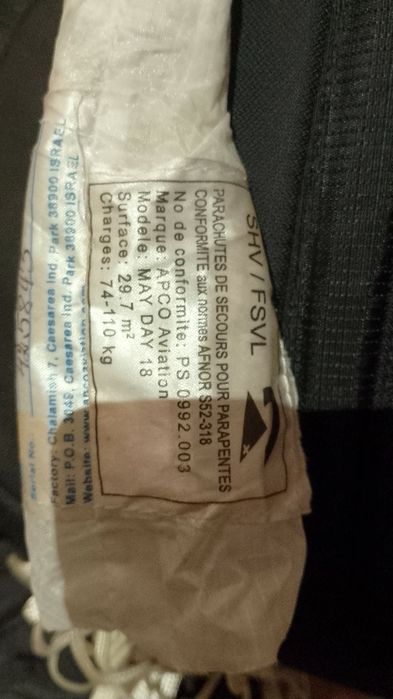 SHV / FSVL
PARACHUTES DE SECOURS POUR PARAPENTES
CONFORMITE aux normes AFNOR S52-318
No de conformite: PS 0992.003
Marque: APCO Aviation
Modele: MAY DAY 18
Surface: 29.7 m²
Charges: 74-110 kg
Website: www.
Mail: P.O.B. Caesarea Ind. Park 38900 ISRAEL
Factory: 7, Caesarea Ind. Park 38900 ISRAEL
Serial No.: